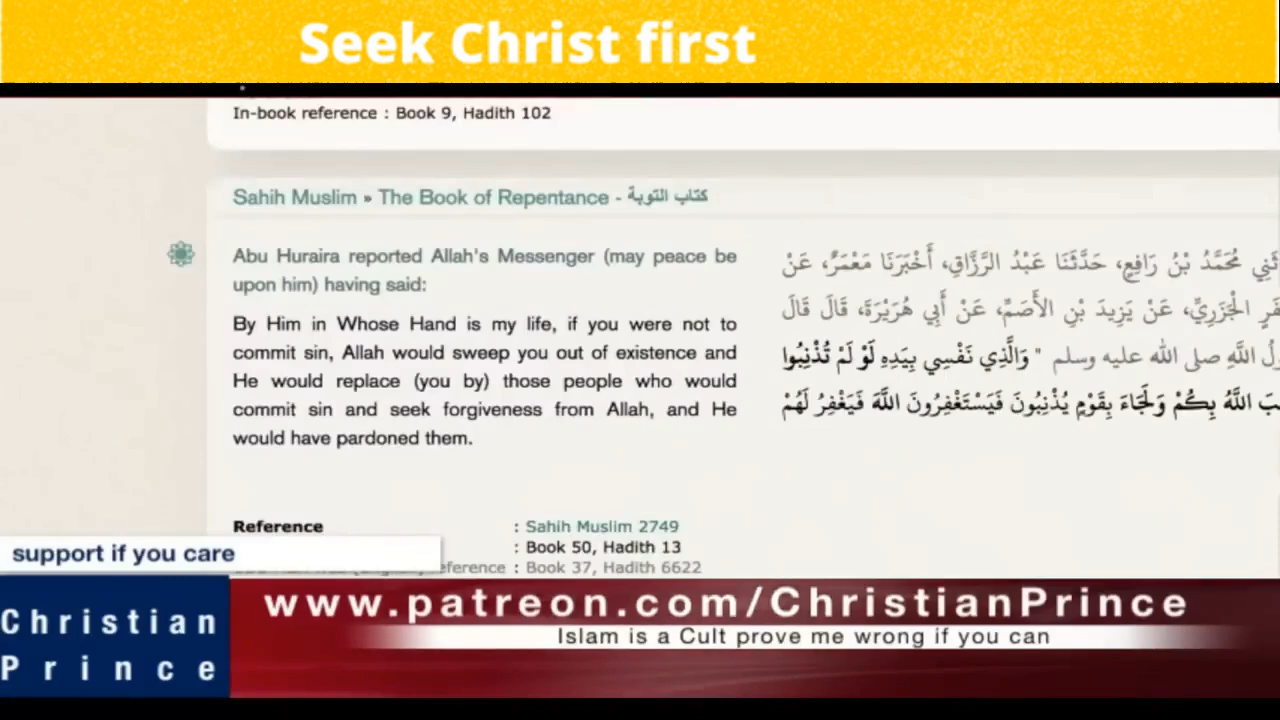 Seek Christ first
In-book reference : Book 9, Hadith 102
Sahih Muslim » The Book of Repentance - كتاب التوبة
Abu Huraira reported Allah's Messenger (may peace be
upon him) having said:
By Him in Whose Hand is my life, if you were not to
commit sin, Allah would sweep you out of existence and
He would replace (you by) those people who would
commit sin and seek forgiveness from Allah, and He
would have pardoned them.
مُحَمَّدُ بْنُ رَافِعٍ، حَدَّثَنَا عَبْدُ الرَّزَّاقِ، أَخْبَرَنَا مَعْمَرٌ، عَنْ
الْجَزَرِيِّ، عَنْ يَزِيدَ بْنِ الأَصَمِّ، عَنْ أَبِي هُرَيْرَةَ، قَالَ قَالَ
اللَّهِ صلى الله عليه وسلم " وَالَّذِي نَفْسِي بِيَدِهِ لَوْ لَمْ تُذْنِبُوا
اللَّهُ بِكُمْ وَلَجَاءَ بِقَوْمٍ يُذْنِبُونَ فَيَسْتَغْفِرُونَ اللَّهَ فَيَغْفِرُ لَهُمْ
Reference : Sahih Muslim 2749
: Book 50, Hadith 13
reference : Book 37, Hadith 6622
support if you care
Christian
Prince
www.patreon.com/ChristianPrince
Islam is a Cult prove me wrong if you can